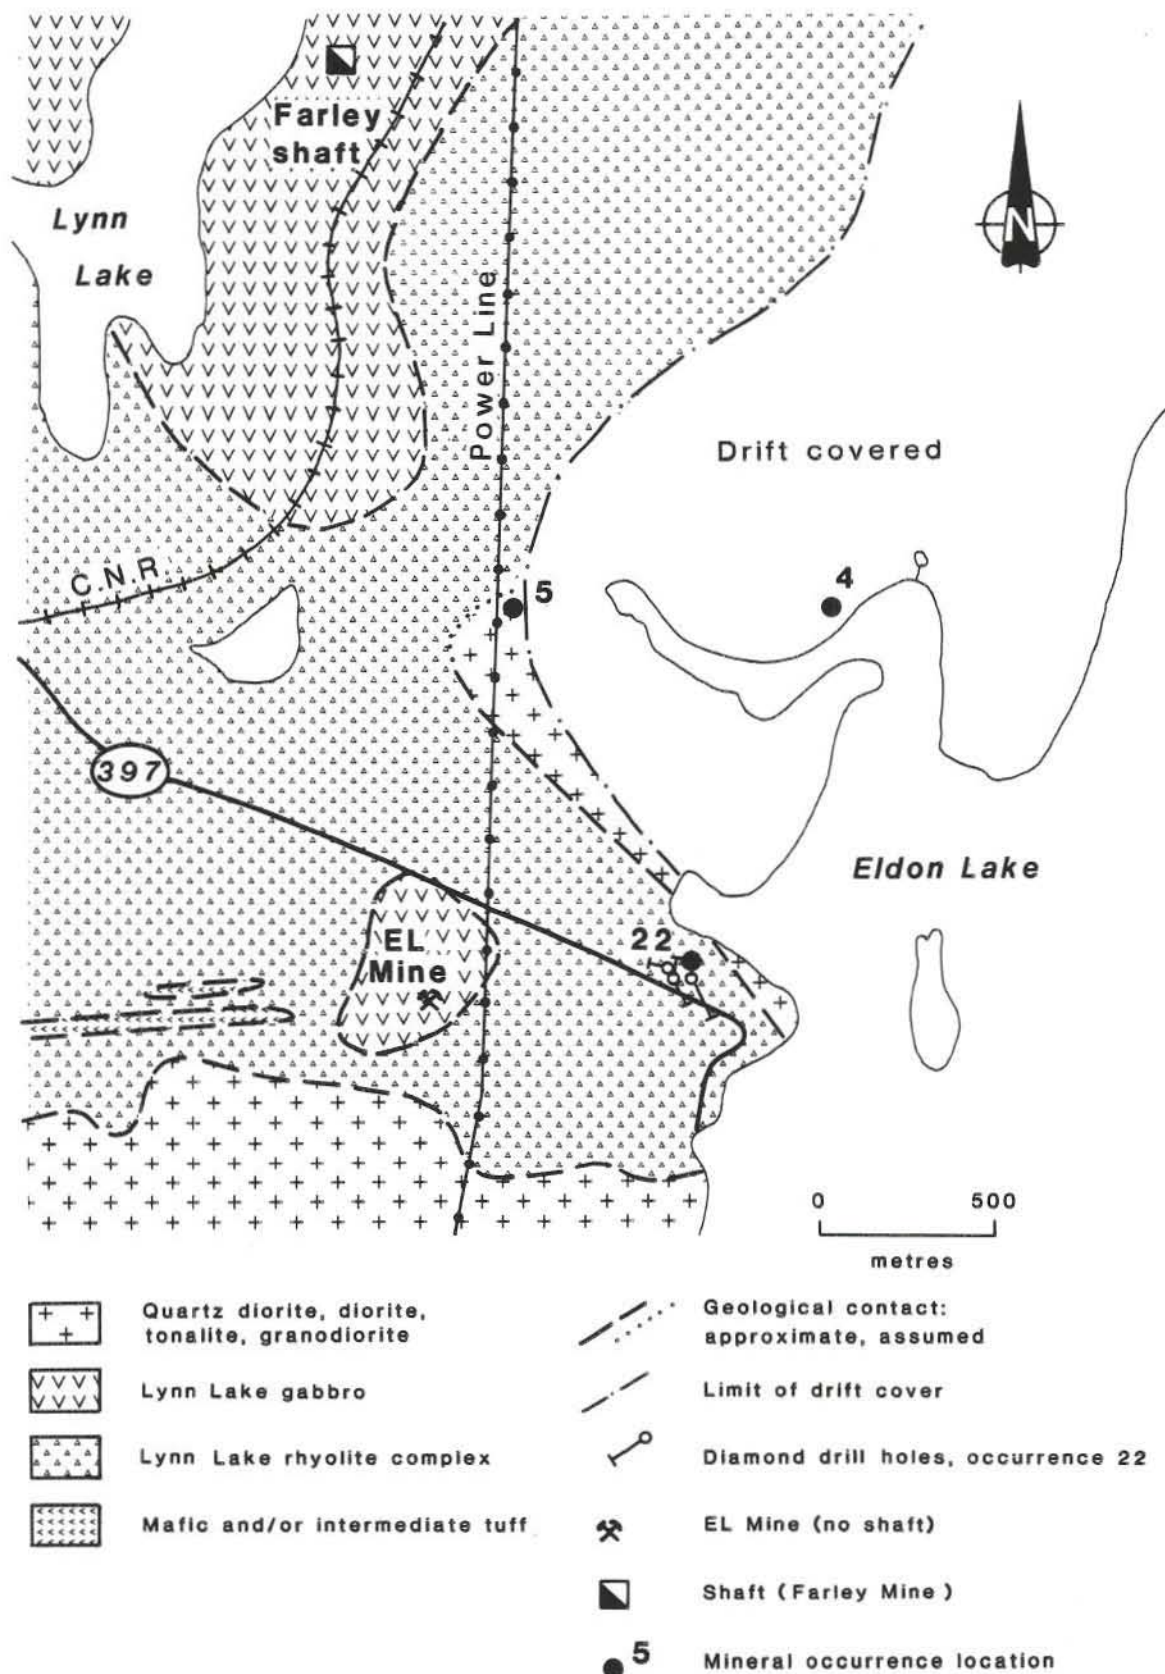 Farley
shaft
Lynn
Lake
N
Power Line
Drift covered
C.N.R.
5
4
397
Eldon Lake
22
EL
Mine
0 500
metres
Quartz diorite, diorite,
tonalite, granodiorite
Geological contact:
approximate, assumed
Lynn Lake gabbro
Limit of drift cover
Lynn Lake rhyolite complex
Diamond drill holes, occurrence 22
Mafic and/or intermediate tuff
EL Mine (no shaft)
Shaft (Farley Mine)
5
Mineral occurrence location